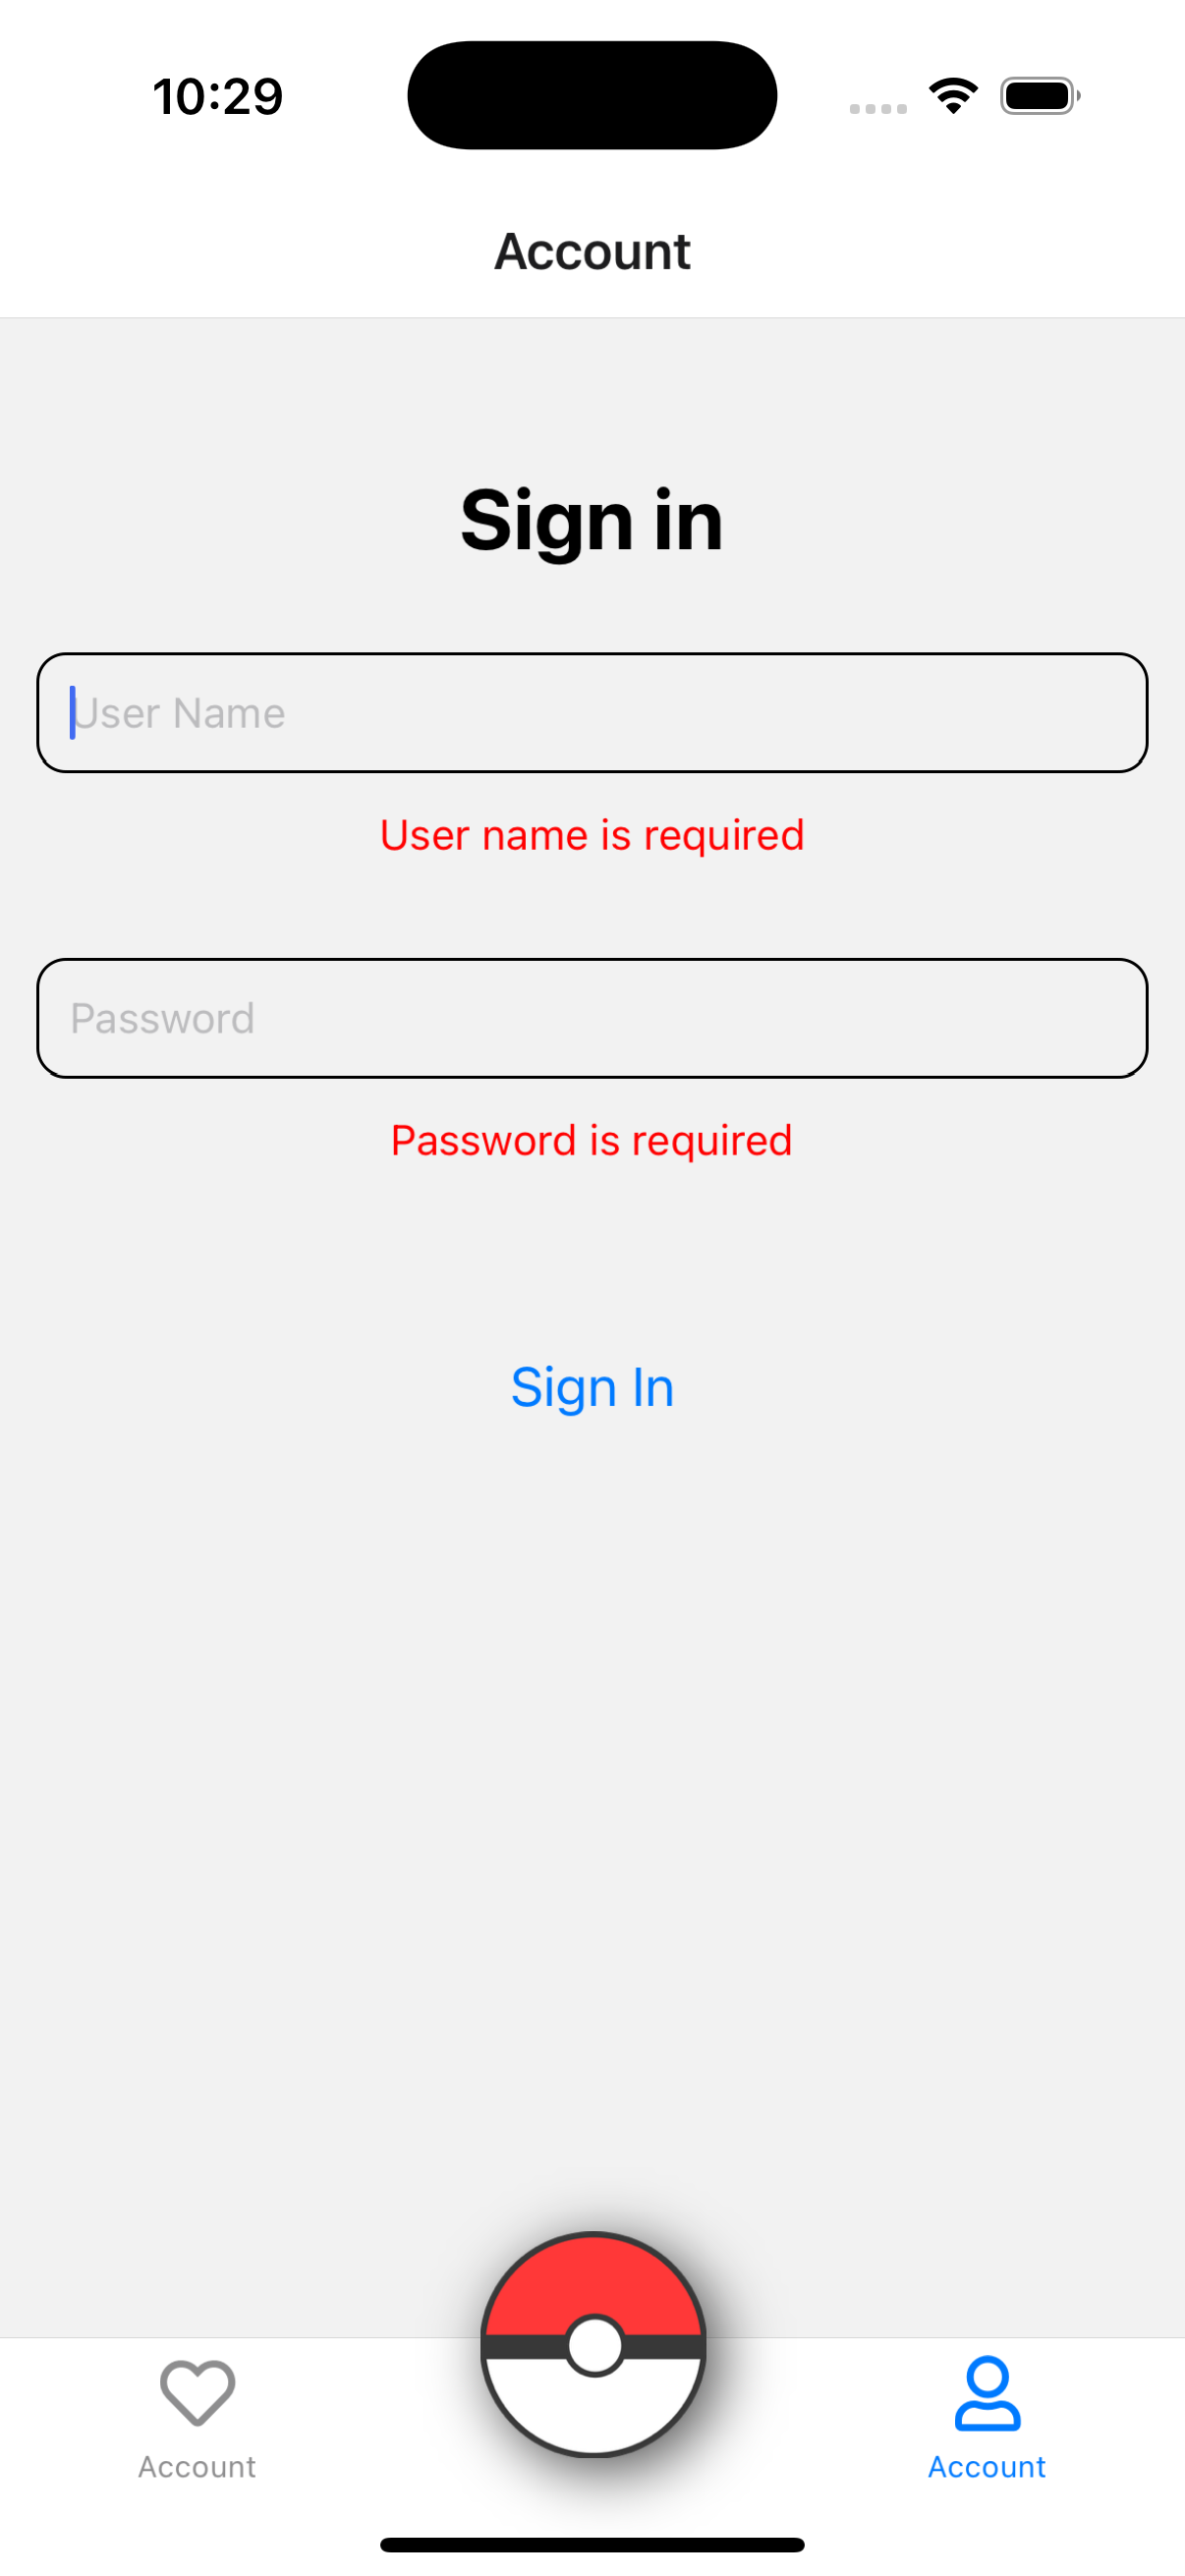 10:29
Account
Sign in
User Name
User name is required
Password
Password is required
Sign In
Account
Account